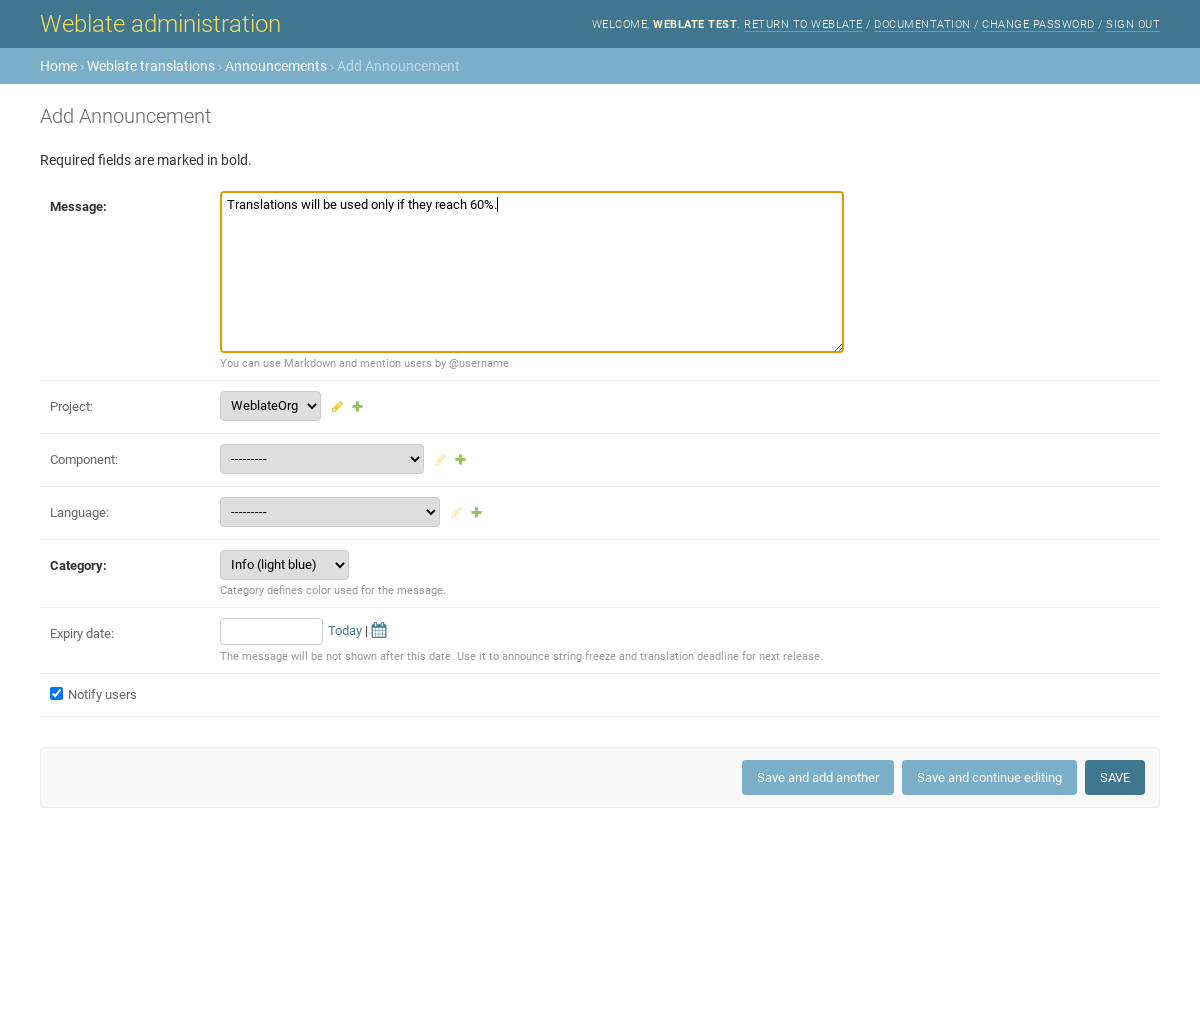 Weblate administration
WELCOME, WEBLATE TEST. RETURN TO WEBLATE / DOCUMENTATION / CHANGE PASSWORD / SIGN OUT
Home › Weblate translations › Announcements › Add Announcement
Add Announcement
Required fields are marked in bold.
Message:
Translations will be used only if they reach 60%.
You can use Markdown and mention users by @username.
Project:
WeblateOrg
Component:
---------
Language:
---------
Category:
Info (light blue)
Category defines color used for the message.
Expiry date:
Today |
The message will be not shown after this date. Use it to announce string freeze and translation deadline for next release.
Notify users
Save and add another
Save and continue editing
SAVE